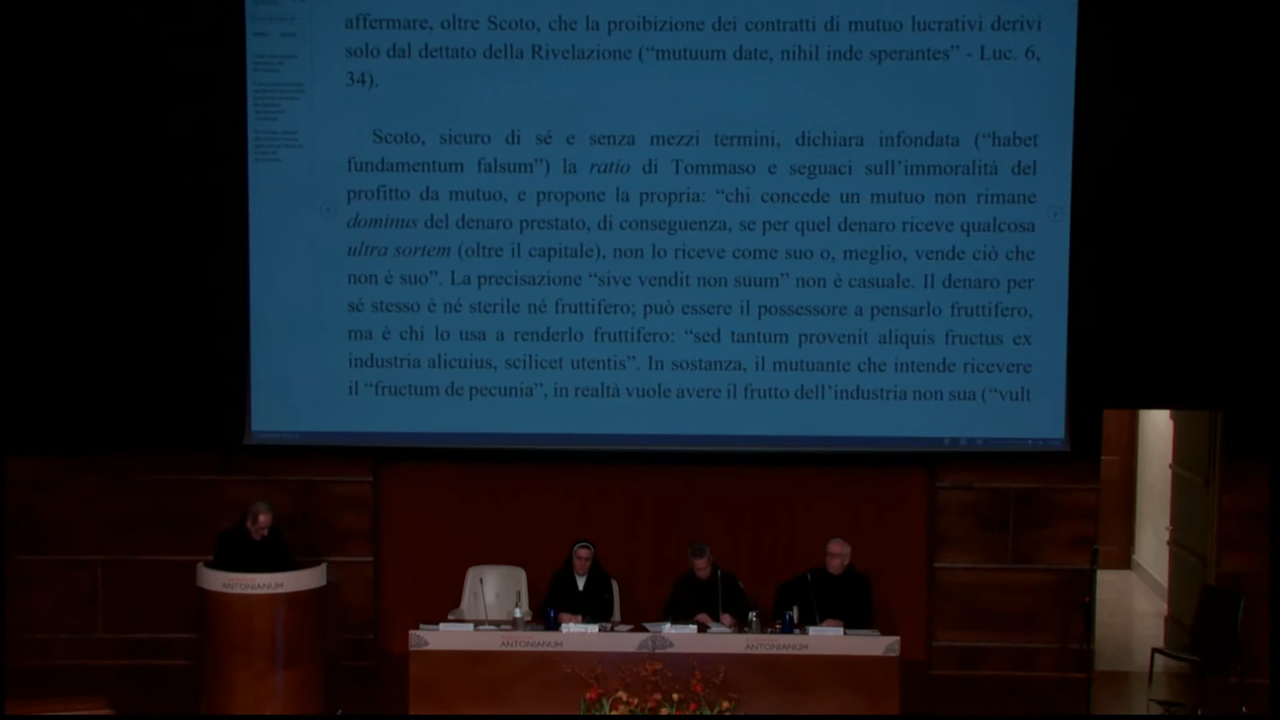 affermare, oltre Scoto, che la proibizione dei contratti di mutuo lucrativi derivi
solo dal dettato della Rivelazione (“mutuum date, nihil inde sperantes” - Luc. 6,
34).
Scoto, sicuro di sé e senza mezzi termini, dichiara infondata (“habet
fundamentum falsum”) la ratio di Tommaso e seguaci sull’immoralità del
profitto da mutuo, e propone la propria: “chi concede un mutuo non rimane
dominus del denaro prestato, di conseguenza, se per quel denaro riceve qualcosa
ultra sortem (oltre il capitale), non lo riceve come suo o, meglio, vende ciò che
non è suo”. La precisazione “sive vendit non suum” non è casuale. Il denaro per
sé stesso è né sterile né fruttifero; può essere il possessore a pensarlo fruttifero,
ma è chi lo usa a renderlo fruttifero: “sed tantum provenit aliquis fructus ex
industria alicuius, scilicet utentis”. In sostanza, il mutuante che intende ricevere
il “fructum de pecunia”, in realtà vuole avere il frutto dell’industria non sua (“vult
ANTONIANUM
ANTONIANUM
ANTONIANUM